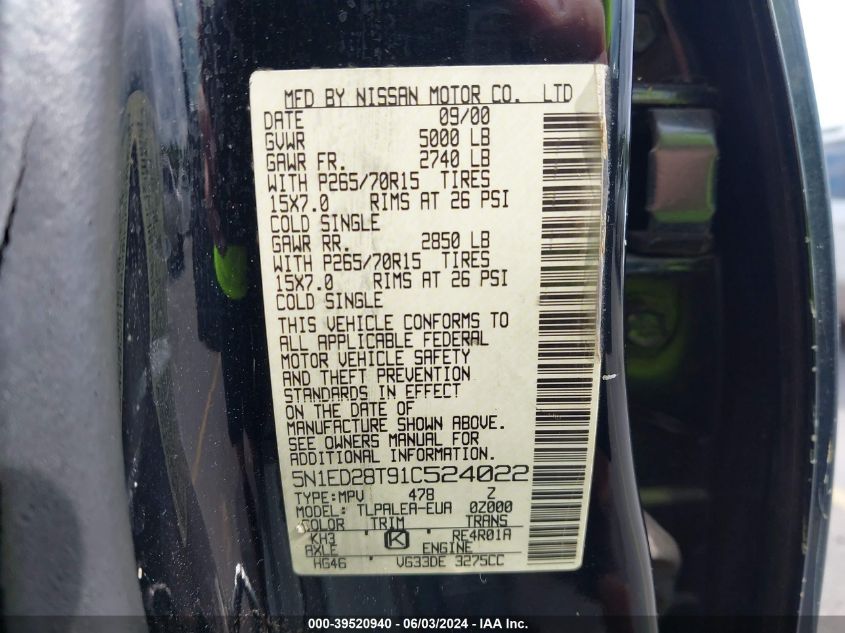 MFD BY NISSAN MOTOR CO. LTD
DATE 09/00
GVWR 5000 LB
GAWR FR. 2740 LB
WITH P265/70R15 TIRES
15X7.0 RIMS AT 26 PSI
COLD SINGLE
GAWR RR. 2850 LB
WITH P265/70R15 TIRES
15X7.0 RIMS AT 26 PSI
COLD SINGLE
THIS VEHICLE CONFORMS TO
ALL APPLICABLE FEDERAL
MOTOR VEHICLE SAFETY
AND THEFT PREVENTION
STANDARDS IN EFFECT
ON THE DATE OF
MANUFACTURE SHOWN ABOVE.
SEE OWNERS MANUAL FOR
ADDITIONAL INFORMATION.
5N1ED28T91C524022
TYPE:MPV 478 Z
MODEL: TLPALEA-EUA 0Z000
COLOR TRIM TRANS
KH3 K RE4R01A
AXLE ENGINE
HG46 VG33DE 3275CC
000-39520940 - 06/03/2024 - IAA Inc.